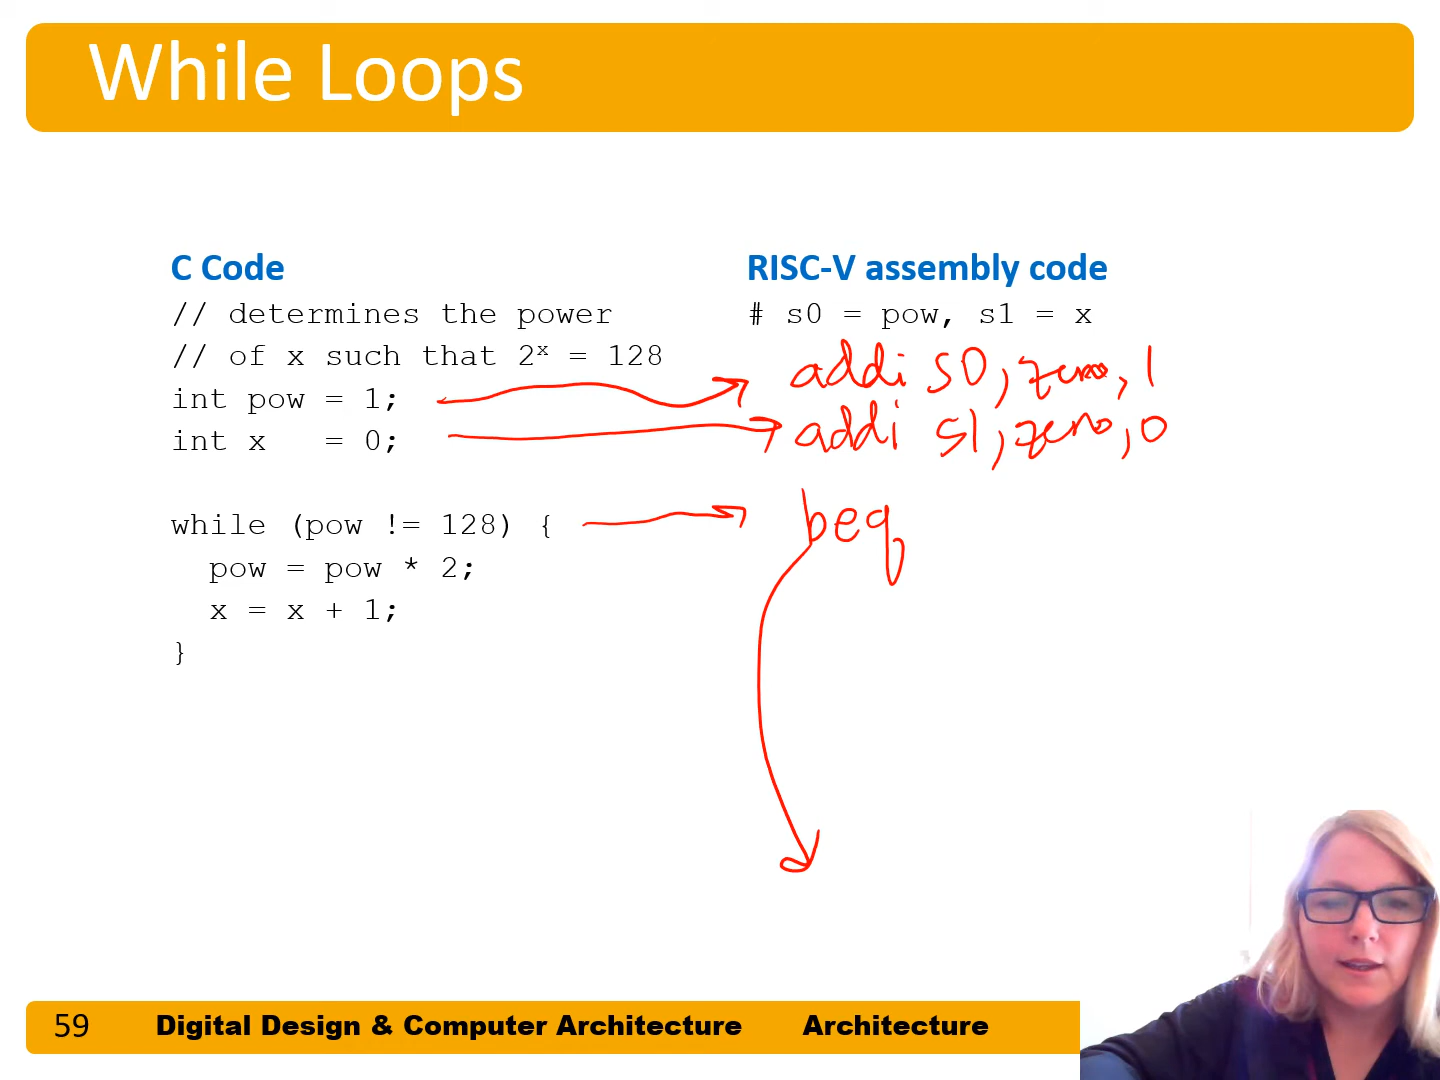 While Loops
C Code
// determines the power
// of x such that 2ˣ = 128
int pow = 1;
int x   = 0;
while (pow != 128) {
  pow = pow * 2;
  x = x + 1;
}
RISC-V assembly code
# s0 = pow, s1 = x
addi s0, zero, 1
addi s1, zero, 0
beq
59 Digital Design & Computer Architecture Architecture